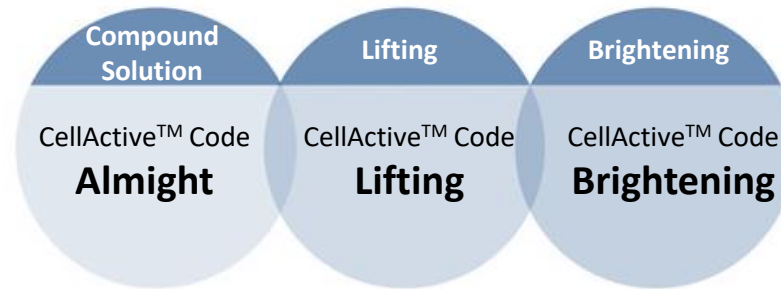 Compound
Solution
CellActive™ Code
Almight
Lifting
CellActive™ Code
Lifting
Brightening
CellActive™ Code
Brightening